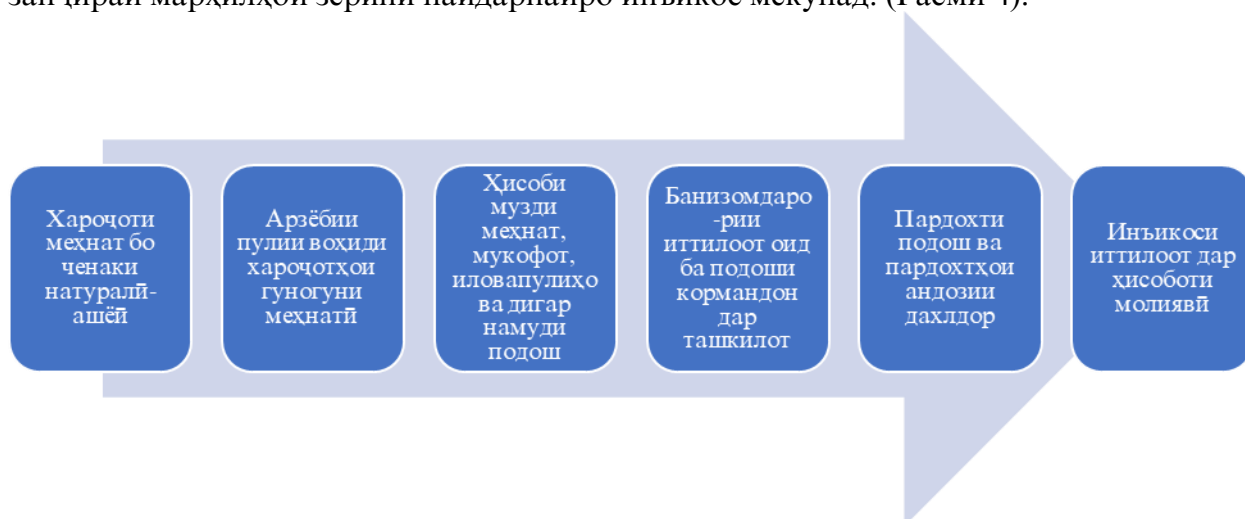 Хароҷоти
меҳнат бо
ченаки
натуралӣ-
ашёӣ
Арзёбии
пулии воҳиди
хароҷотҳои
гуногуни
меҳнатӣ
Ҳисоби
музди
меҳнат,
мукофот,
иловапулиҳо
ва дигар
намуди
подош
Банизомдаро
-рии
иттилоот оид
ба подоши
кормандон
дар
ташкилот
Пардохти
подош ва
пардохтҳои
андозии
дахлдор
Инъикоси
иттилоот дар
ҳисоботи
молиявӣ